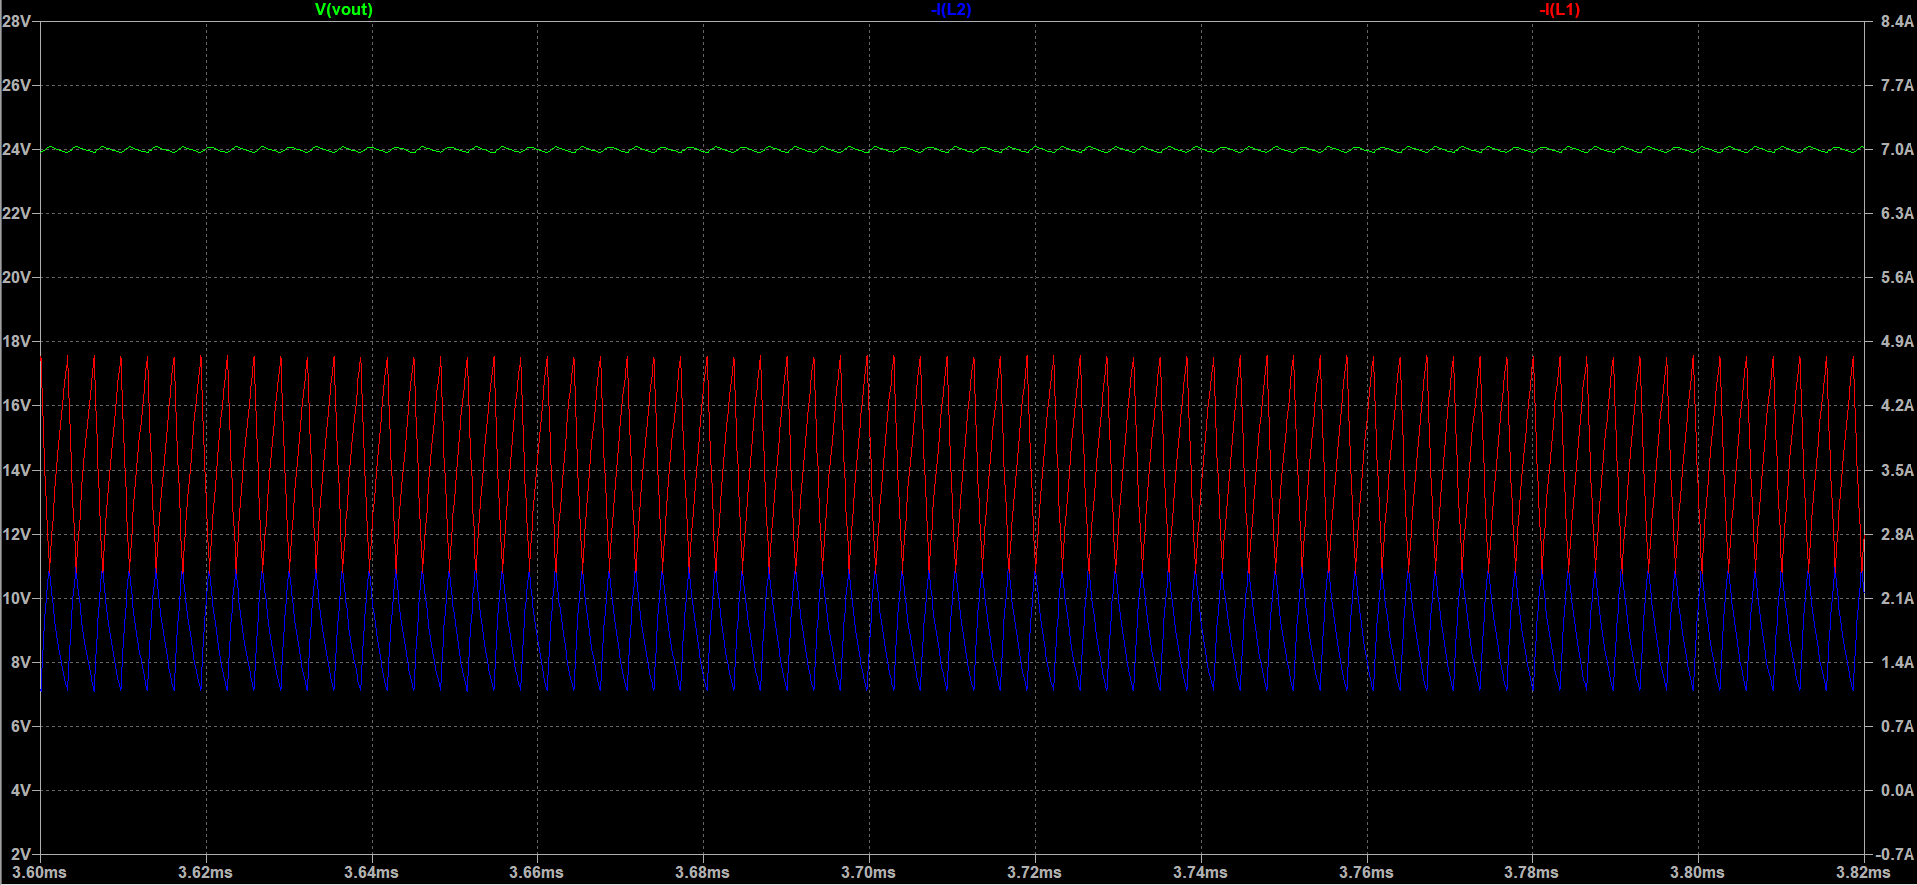 V(vout) -I(L2) -I(L1)
28V 8.4A
26V 7.7A
24V 7.0A
22V 6.3A
20V 5.6A
18V 4.9A
16V 4.2A
14V 3.5A
12V 2.8A
10V 2.1A
8V 1.4A
6V 0.7A
4V 0.0A
2V -0.7A
3.60ms 3.62ms 3.64ms 3.66ms 3.68ms 3.70ms 3.72ms 3.74ms 3.76ms 3.78ms 3.80ms 3.82ms